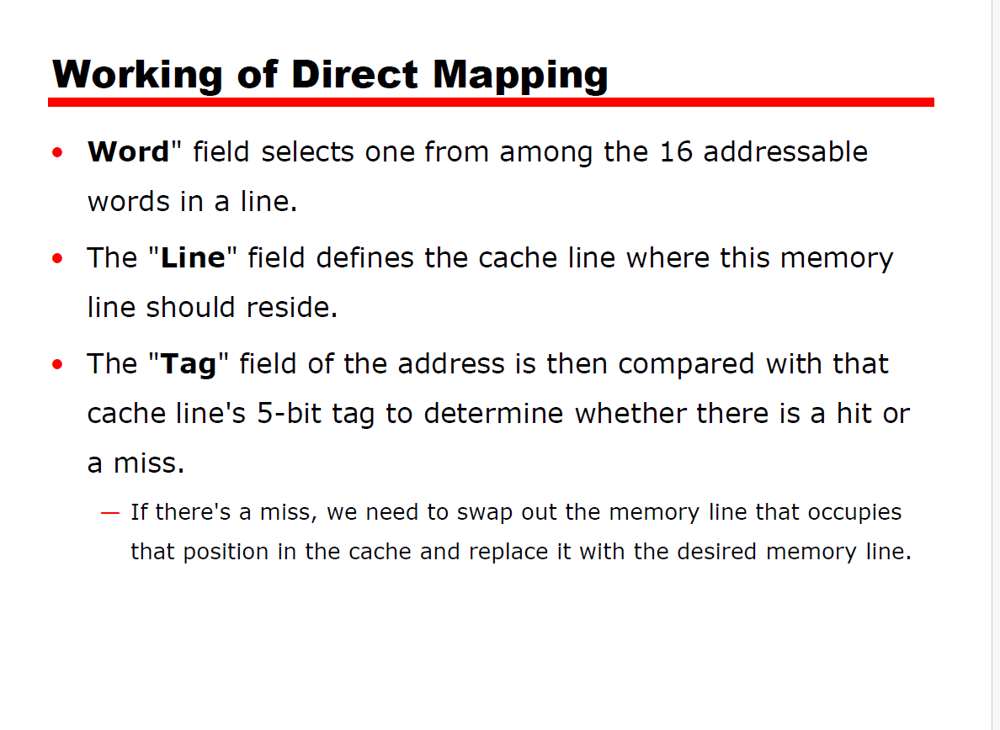 Working of Direct Mapping
• Word" field selects one from among the 16 addressable
words in a line.
• The "Line" field defines the cache line where this memory
line should reside.
• The "Tag" field of the address is then compared with that
cache line's 5-bit tag to determine whether there is a hit or
a miss.
— If there's a miss, we need to swap out the memory line that occupies
that position in the cache and replace it with the desired memory line.